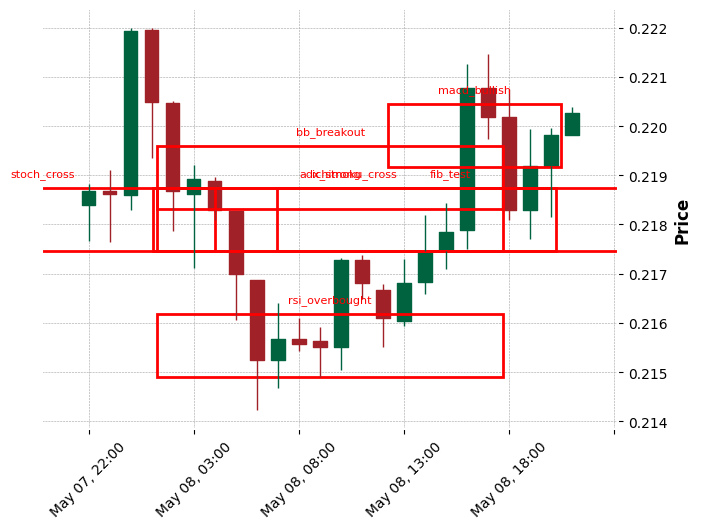 0.222
0.221
macd_bullish
0.220
bb_breakout
0.219
stoch_cross
adx_strong
ichimoku_cross
fib_test
0.218
Price
0.217
rsi_overbought
0.216
0.215
0.214
May 07, 22:00
May 08, 03:00
May 08, 08:00
May 08, 13:00
May 08, 18:00